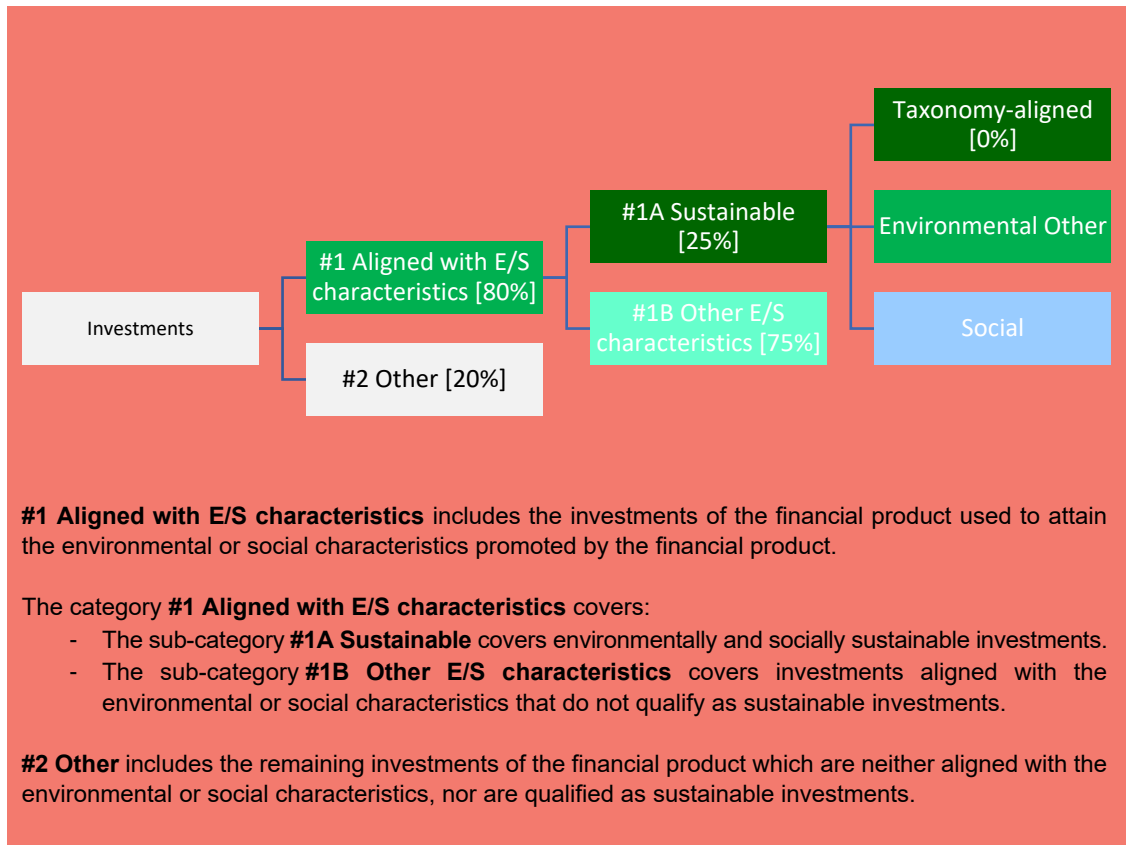 Taxonomy-aligned
[0%]
#1A Sustainable
[25%]
Environmental Other
#1 Aligned with E/S
characteristics [80%]
Investments
#1B Other E/S
characteristics [75%]
Social
#2 Other [20%]
#1 Aligned with E/S characteristics includes the investments of the financial product used to attain
the environmental or social characteristics promoted by the financial product.
The category #1 Aligned with E/S characteristics covers:
- The sub-category #1A Sustainable covers environmentally and socially sustainable investments.
- The sub-category #1B Other E/S characteristics covers investments aligned with the
environmental or social characteristics that do not qualify as sustainable investments.
#2 Other includes the remaining investments of the financial product which are neither aligned with the
environmental or social characteristics, nor are qualified as sustainable investments.